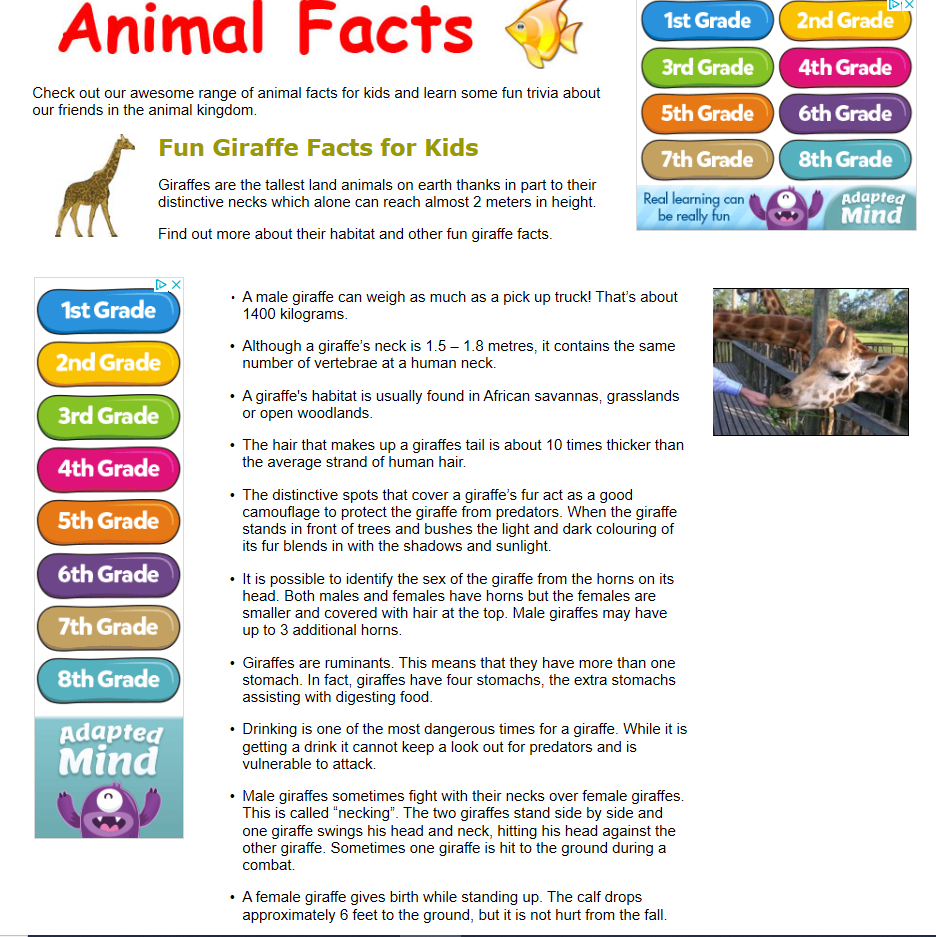 Animal Facts
Check out our awesome range of animal facts for kids and learn some fun trivia about
our friends in the animal kingdom.
Fun Giraffe Facts for Kids
Giraffes are the tallest land animals on earth thanks in part to their
distinctive necks which alone can reach almost 2 meters in height.
Find out more about their habitat and other fun giraffe facts.
1st Grade
2nd Grade
3rd Grade
4th Grade
5th Grade
6th Grade
7th Grade
8th Grade
Real learning can
be really fun
Adapted
Mind
1st Grade
2nd Grade
3rd Grade
4th Grade
5th Grade
6th Grade
7th Grade
8th Grade
Adapted
Mind
• A male giraffe can weigh as much as a pick up truck! That’s about
1400 kilograms.
• Although a giraffe’s neck is 1.5 – 1.8 metres, it contains the same
number of vertebrae at a human neck.
• A giraffe's habitat is usually found in African savannas, grasslands
or open woodlands.
• The hair that makes up a giraffes tail is about 10 times thicker than
the average strand of human hair.
• The distinctive spots that cover a giraffe’s fur act as a good
camouflage to protect the giraffe from predators. When the giraffe
stands in front of trees and bushes the light and dark colouring of
its fur blends in with the shadows and sunlight.
• It is possible to identify the sex of the giraffe from the horns on its
head. Both males and females have horns but the females are
smaller and covered with hair at the top. Male giraffes may have
up to 3 additional horns.
• Giraffes are ruminants. This means that they have more than one
stomach. In fact, giraffes have four stomachs, the extra stomachs
assisting with digesting food.
• Drinking is one of the most dangerous times for a giraffe. While it is
getting a drink it cannot keep a look out for predators and is
vulnerable to attack.
• Male giraffes sometimes fight with their necks over female giraffes.
This is called “necking”. The two giraffes stand side by side and
one giraffe swings his head and neck, hitting his head against the
other giraffe. Sometimes one giraffe is hit to the ground during a
combat.
• A female giraffe gives birth while standing up. The calf drops
approximately 6 feet to the ground, but it is not hurt from the fall.